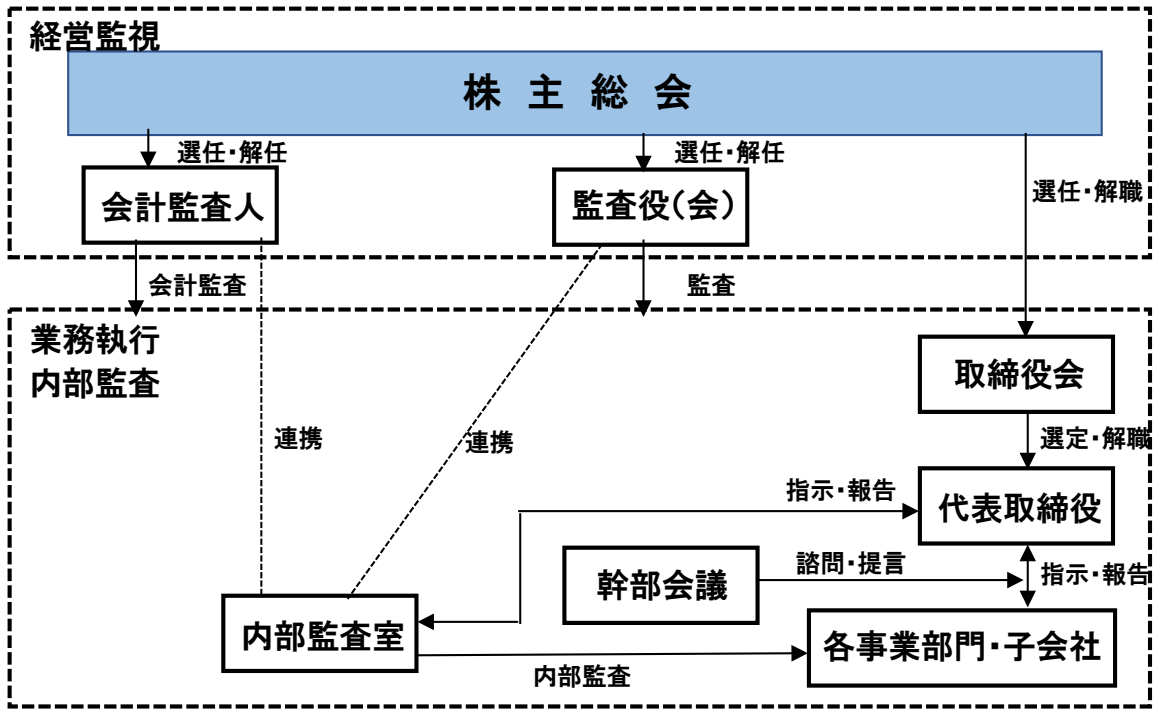 経営監視
株主総会
選任・解任
選任・解任
会計監査人
監査役(会)
選任・解職
会計監査
監査
業務執行
内部監査
取締役会
連携
連携
選定・解職
指示・報告
代表取締役
諮問・提言
幹部会議
指示・報告
内部監査室
各事業部門・子会社
内部監査